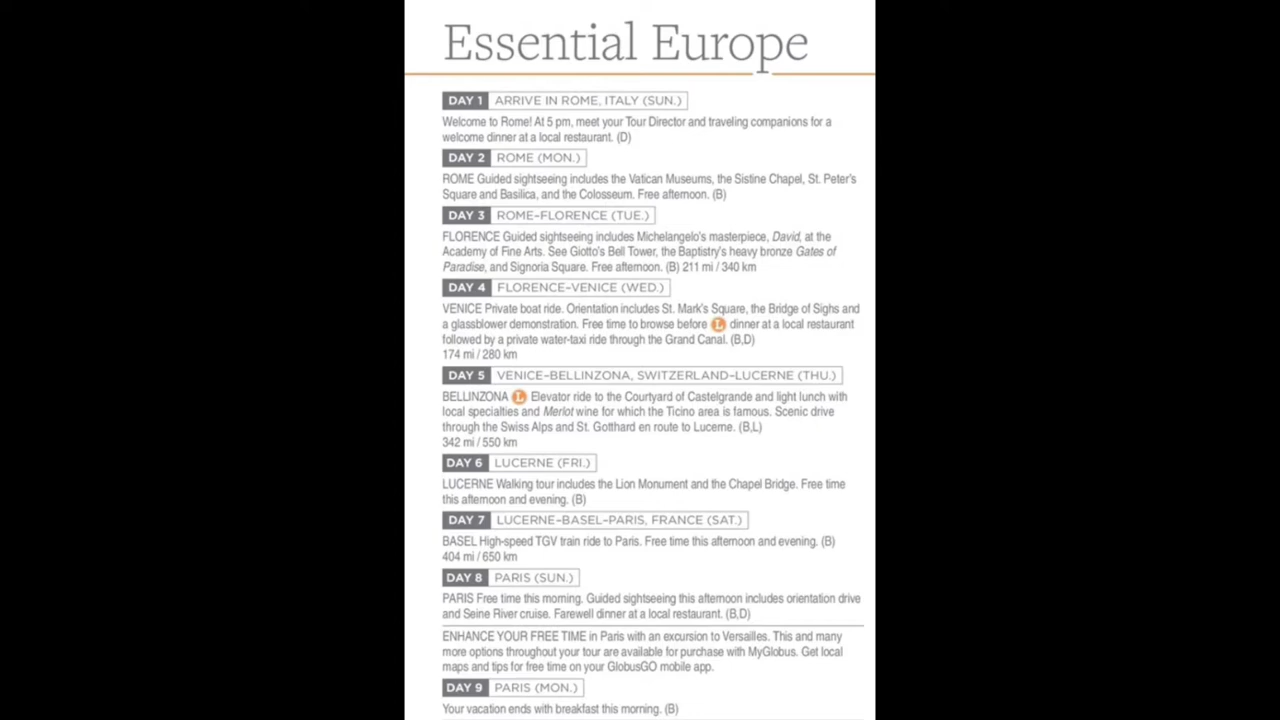 Essential Europe
DAY 1 ARRIVE IN ROME, ITALY (SUN.)
Welcome to Rome! At 5 pm, meet your Tour Director and traveling companions for a
welcome dinner at a local restaurant. (D)
DAY 2 ROME (MON.)
ROME Guided sightseeing includes the Vatican Museums, the Sistine Chapel, St. Peter's
Square and Basilica, and the Colosseum. Free afternoon. (B)
DAY 3 ROME–FLORENCE (TUE.)
FLORENCE Guided sightseeing includes Michelangelo's masterpiece, David, at the
Academy of Fine Arts. See Giotto's Bell Tower, the Baptistry's heavy bronze Gates of
Paradise, and Signoria Square. Free afternoon. (B) 211 mi / 340 km
DAY 4 FLORENCE–VENICE (WED.)
VENICE Private boat ride. Orientation includes St. Mark's Square, the Bridge of Sighs and
a glassblower demonstration. Free time to browse before L dinner at a local restaurant
followed by a private water-taxi ride through the Grand Canal. (B,D)
174 mi / 280 km
DAY 5 VENICE–BELLINZONA, SWITZERLAND–LUCERNE (THU.)
BELLINZONA L Elevator ride to the Courtyard of Castelgrande and light lunch with
local specialties and Merlot wine for which the Ticino area is famous. Scenic drive
through the Swiss Alps and St. Gotthard en route to Lucerne. (B,L)
342 mi / 550 km
DAY 6 LUCERNE (FRI.)
LUCERNE Walking tour includes the Lion Monument and the Chapel Bridge. Free time
this afternoon and evening. (B)
DAY 7 LUCERNE–BASEL–PARIS, FRANCE (SAT.)
BASEL High-speed TGV train ride to Paris. Free time this afternoon and evening. (B)
404 mi / 650 km
DAY 8 PARIS (SUN.)
PARIS Free time this morning. Guided sightseeing this afternoon includes orientation drive
and Seine River cruise. Farewell dinner at a local restaurant. (B,D)
ENHANCE YOUR FREE TIME in Paris with an excursion to Versailles. This and many
more options throughout your tour are available for purchase with MyGlobus. Get local
maps and tips for free time on your GlobusGO mobile app.
DAY 9 PARIS (MON.)
Your vacation ends with breakfast this morning. (B)